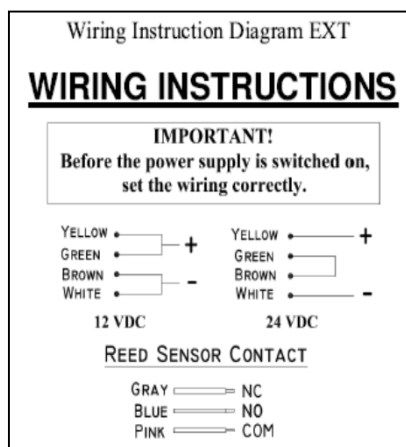 Wiring Instruction Diagram EXT
WIRING INSTRUCTIONS
IMPORTANT!
Before the power supply is switched on,
set the wiring correctly.
YELLOW
GREEN
BROWN
WHITE
+
-
12 VDC
YELLOW
GREEN
BROWN
WHITE
+
-
24 VDC
REED SENSOR CONTACT
GRAY NC
BLUE NO
PINK COM